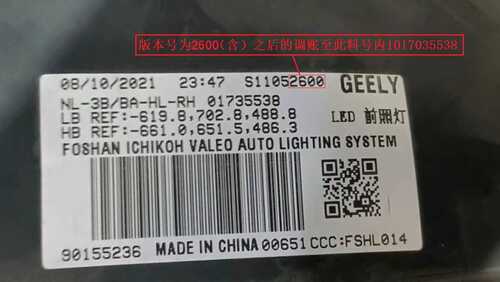 版本号为2600(含)之后的调账至此料号内1017035538
08/10/2021 23:47 S11052600 GEELY
NL-3B/BA-HL-RH 01735538
LB REF:-619.8,702.8,488.8
HB REF:-661.0,651.5,486.3
LED 前照灯
FOSHAN ICHIKOH VALEO AUTO LIGHTING SYSTEM
90155236 MADE IN CHINA 00651 CCC:FSHL014